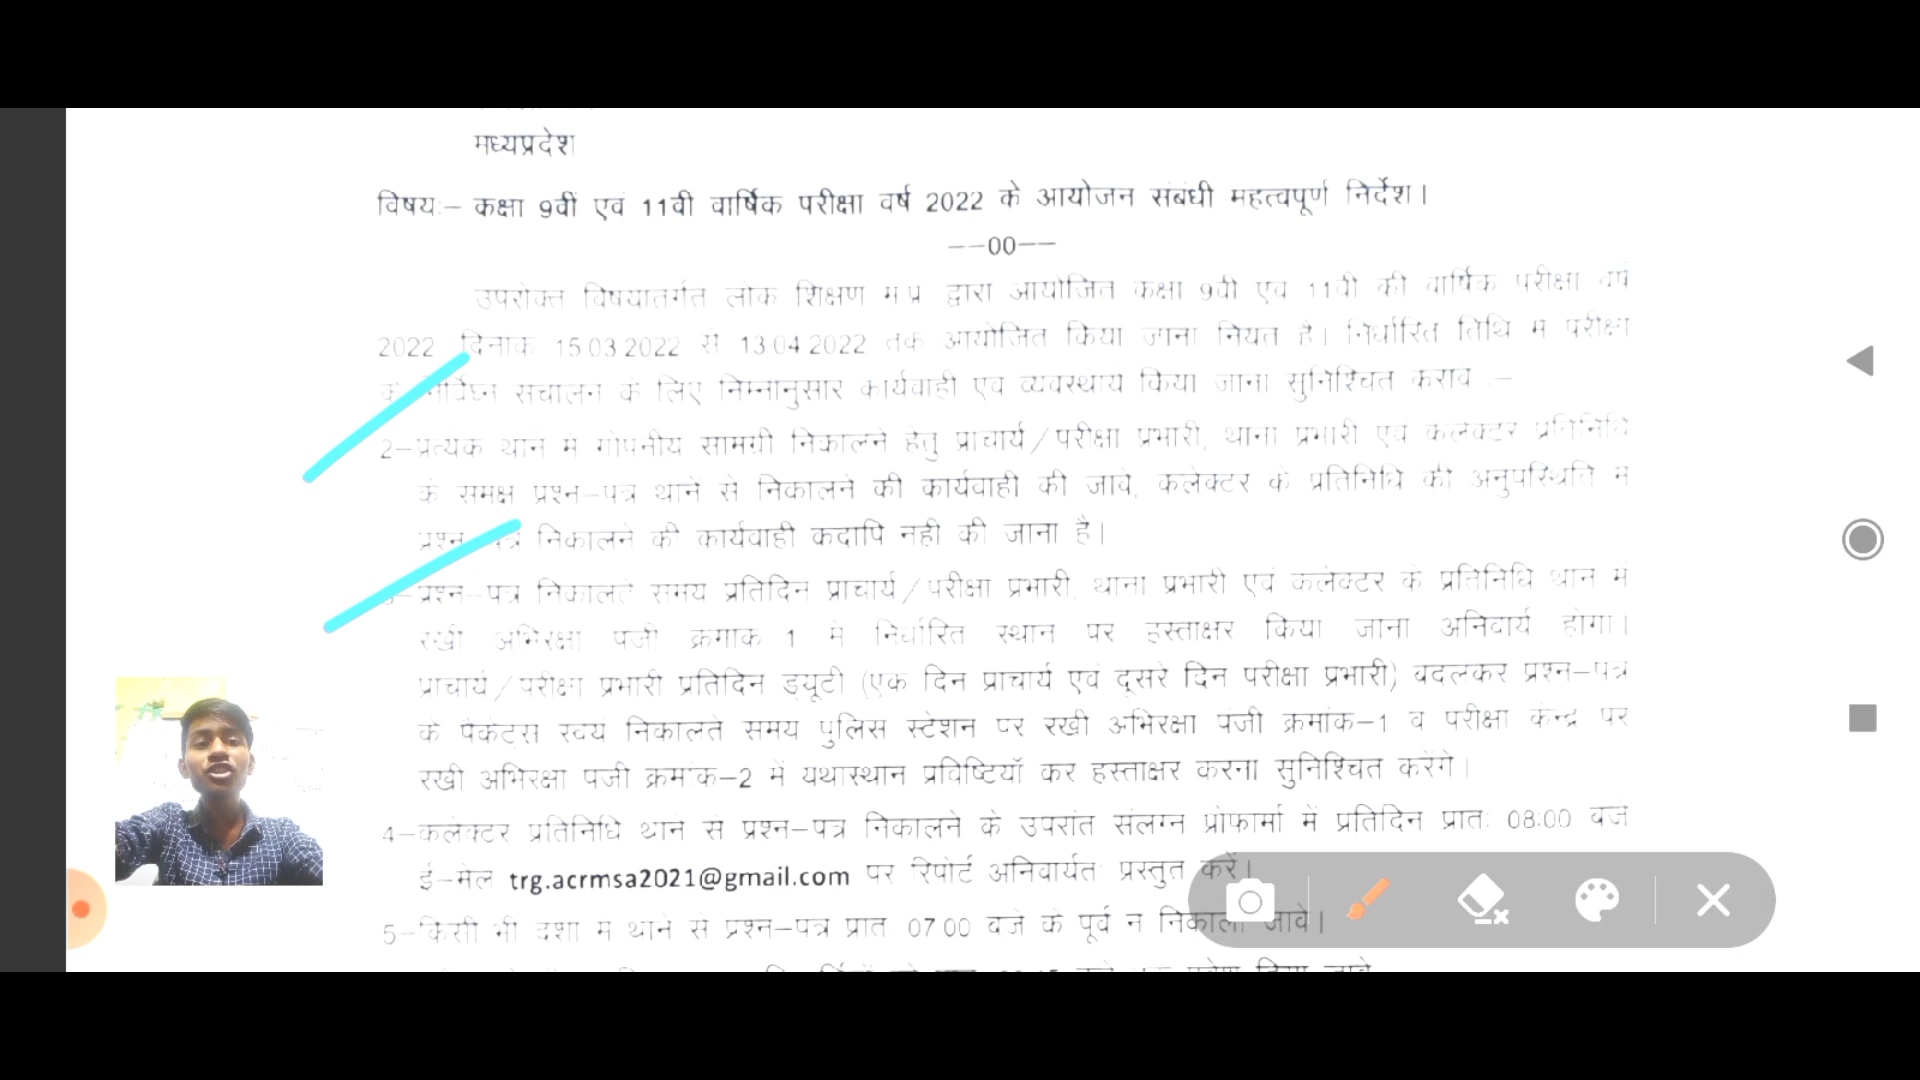 मध्यप्रदेश
विषयः– कक्षा 9वीं एवं 11वी वार्षिक परीक्षा वर्ष 2022 के आयोजन संबंधी महत्वपूर्ण निर्देश।
––00––
उपरोक्त विषयातर्गत लोक शिक्षण म प्र द्वारा आयोजित कक्षा 9वी एव 11वी की वार्षिक परीक्षा वर्ष
2022 दिनाक 15 03 2022 से 13 04 2022 तक आयोजित किया जाना नियत है। निर्धारित तिथि म परीक्षा
सचालन के लिए निम्नानुसार कार्यवाही एव व्यवस्थाय किया जाना सुनिश्चित कराव :–
2–प्रत्यक थान मे गोपनीय सामग्री निकालने हेतु प्राचार्य/परीक्षा प्रभारी, थाना प्रभारी एव कलेक्टर प्रतिनिधि
के समक्ष प्रश्न–पत्र थाने से निकालने की कार्यवाही की जावे, कलेक्टर के प्रतिनिधि की अनुपस्थिति म
प्रश्न पत्र निकालने की कार्यवाही कदापि नही की जाना है।
प्रश्न–पत्र निकालते समय प्रतिदिन प्राचार्य/परीक्षा प्रभारी, थाना प्रभारी एवं कलेक्टर के प्रतिनिधि थान म
रखी अभिरक्षा पजी क्रमाक 1 मे निर्धारित स्थान पर हस्ताक्षर किया जाना अनिवार्य होगा।
प्राचार्य/परीक्षा प्रभारी प्रतिदिन ड्यूटी (एक दिन प्राचार्य एवं दूसरे दिन परीक्षा प्रभारी) बदलकर प्रश्न–पत्र
के पैकेट्स स्वय निकालते समय पुलिस स्टेशन पर रखी अभिरक्षा पंजी क्रमांक–1 व परीक्षा केन्द्र पर
रखी अभिरक्षा पजी क्रमांक–2 में यथास्थान प्रविष्टियॉ कर हस्ताक्षर करना सुनिश्चित करेंगे।
4–कलेक्टर प्रतिनिधि थाने से प्रश्न–पत्र निकालने के उपरांत संलग्न प्रोफार्मा में प्रतिदिन प्रातः 08:00 बजे
ई–मेल trg.acrmsa2021@gmail.com पर रिपोर्ट अनिवार्यतः प्रस्तुत करें।
5–किसी भी दशा म थाने से प्रश्न–पत्र प्रात 07 00 बजे के पूर्व न निकाला जावे।